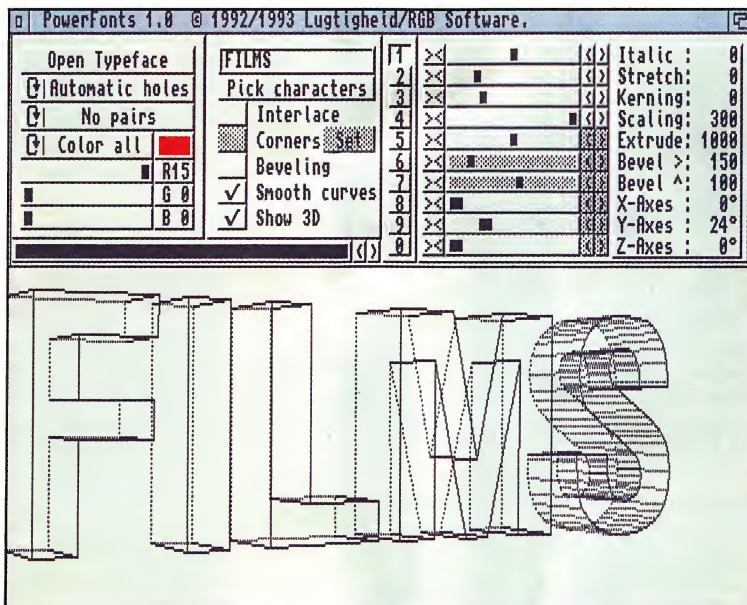 PowerFonts 1.0 © 1992/1993 Lugtigheid/RGB Software.
Open Typeface
Automatic holes
No pairs
Color all
R15
G 0
B 0
FILMS
Pick characters
Interlace
Corners Set
Beveling
Smooth curves
Show 3D
1 Italic : 0
2 Stretch: 0
3 Kerning: 0
4 Scaling: 300
5 Extrude: 1000
6 Bevel >: 150
7 Bevel ^: 100
8 X-Axes : 0°
9 Y-Axes : 24°
0 Z-Axes : 0°
FILMS